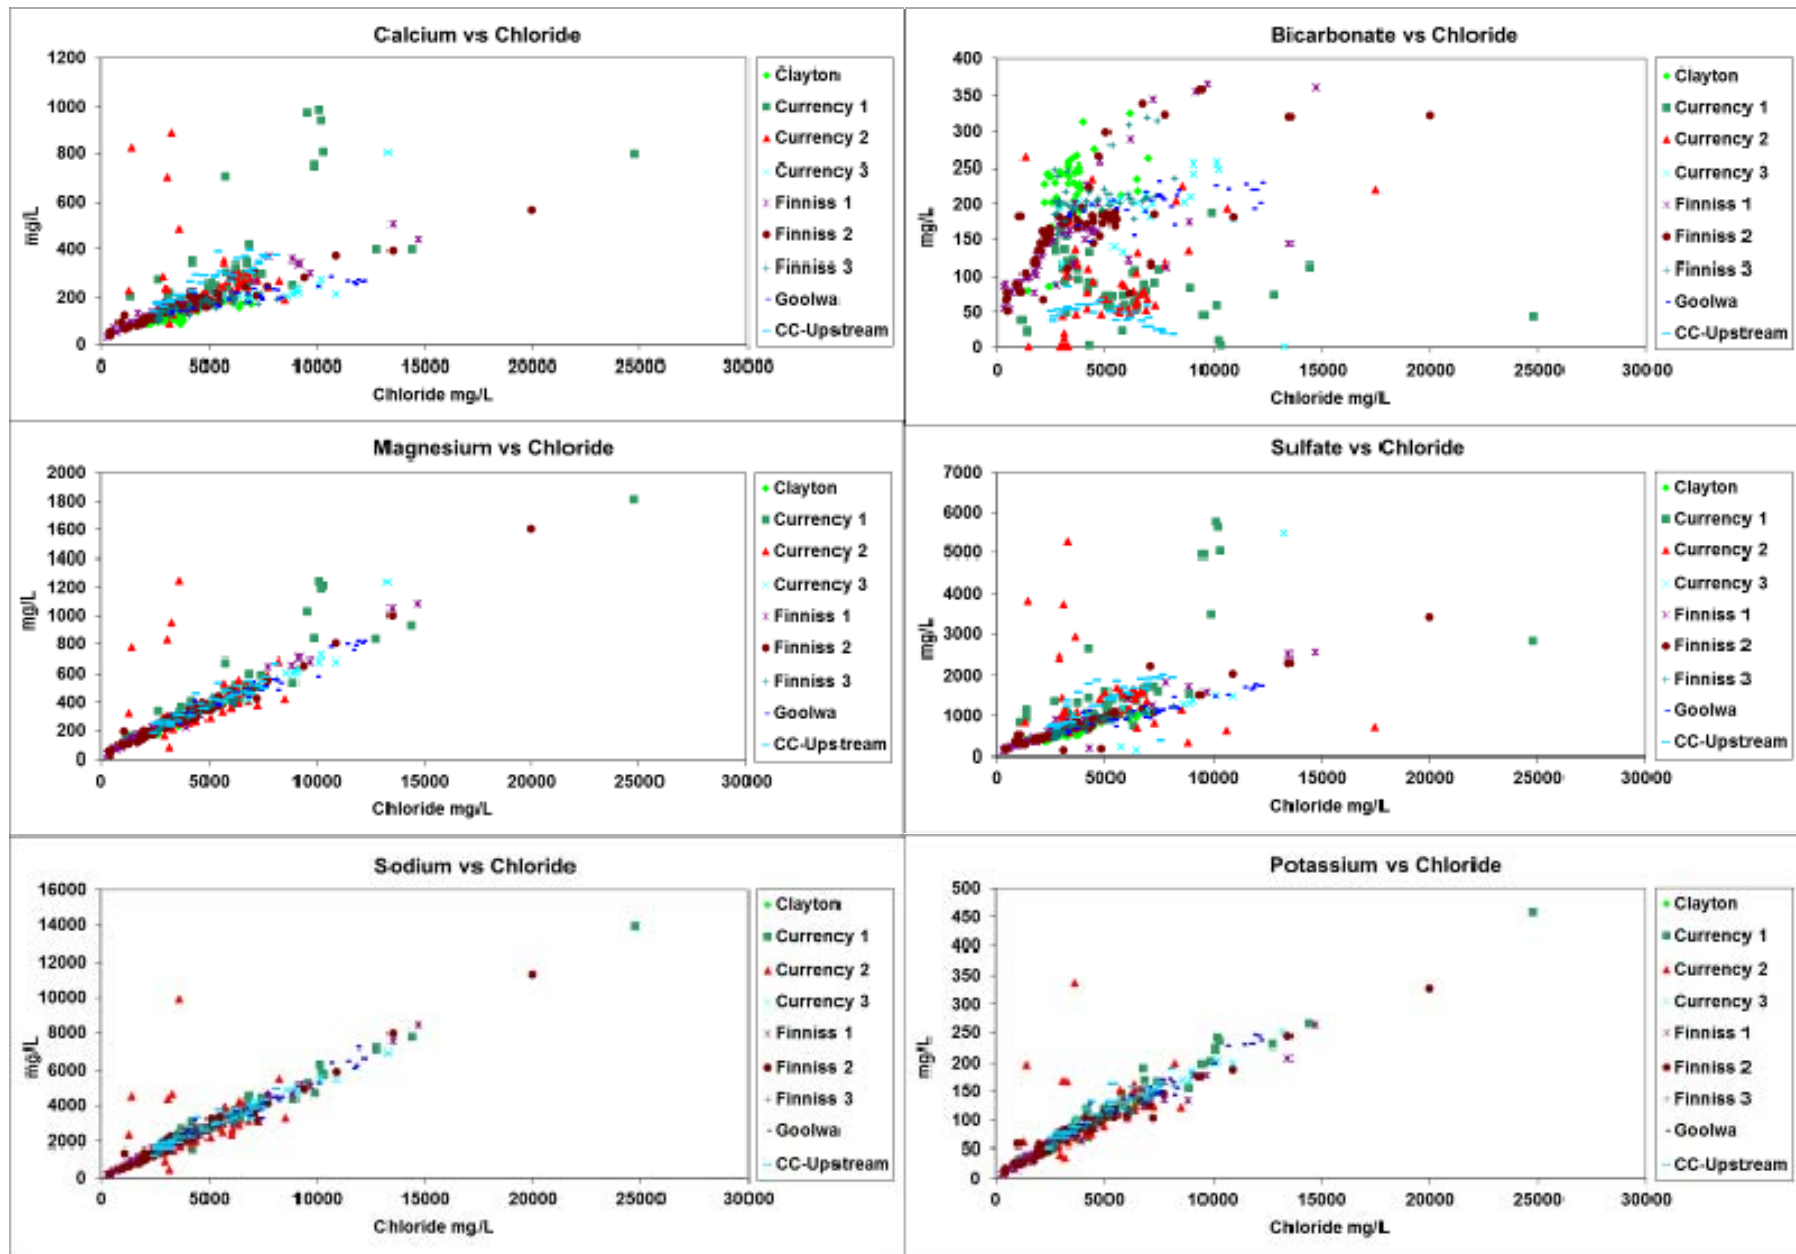 Calcium vs Chloride
1200
1000
800
600
400
200
0
mg/L
0 5000 10000 15000 20000 25000 30000
Chloride mg/L
Clayton
Currency 1
Currency 2
Currency 3
Finniss 1
Finniss 2
Finniss 3
Goolwa
CC-Upstream
Bicarbonate vs Chloride
400
350
300
250
200
150
100
50
0
mg/L
0 5000 10000 15000 20000 25000 30000
Chloride mg/L
Clayton
Currency 1
Currency 2
Currency 3
Finniss 1
Finniss 2
Finniss 3
Goolwa
CC-Upstream
Magnesium vs Chloride
2000
1800
1600
1400
1200
1000
800
600
400
200
0
mg/L
0 5000 10000 15000 20000 25000 30000
Chloride mg/L
Clayton
Currency 1
Currency 2
Currency 3
Finniss 1
Finniss 2
Finniss 3
Goolwa
CC-Upstream
Sulfate vs Chloride
7000
6000
5000
4000
3000
2000
1000
0
mg/L
0 5000 10000 15000 20000 25000 30000
Chloride mg/L
Clayton
Currency 1
Currency 2
Currency 3
Finniss 1
Finniss 2
Finniss 3
Goolwa
CC-Upstream
Sodium vs Chloride
16000
14000
12000
10000
8000
6000
4000
2000
0
mg/L
0 5000 10000 15000 20000 25000 30000
Chloride mg/L
Clayton
Currency 1
Currency 2
Currency 3
Finniss 1
Finniss 2
Finniss 3
Goolwa
CC-Upstream
Potassium vs Chloride
500
450
400
350
300
250
200
150
100
50
0
mg/L
0 5000 10000 15000 20000 25000 30000
Chloride mg/L
Clayton
Currency 1
Currency 2
Currency 3
Finniss 1
Finniss 2
Finniss 3
Goolwa
CC-Upstream